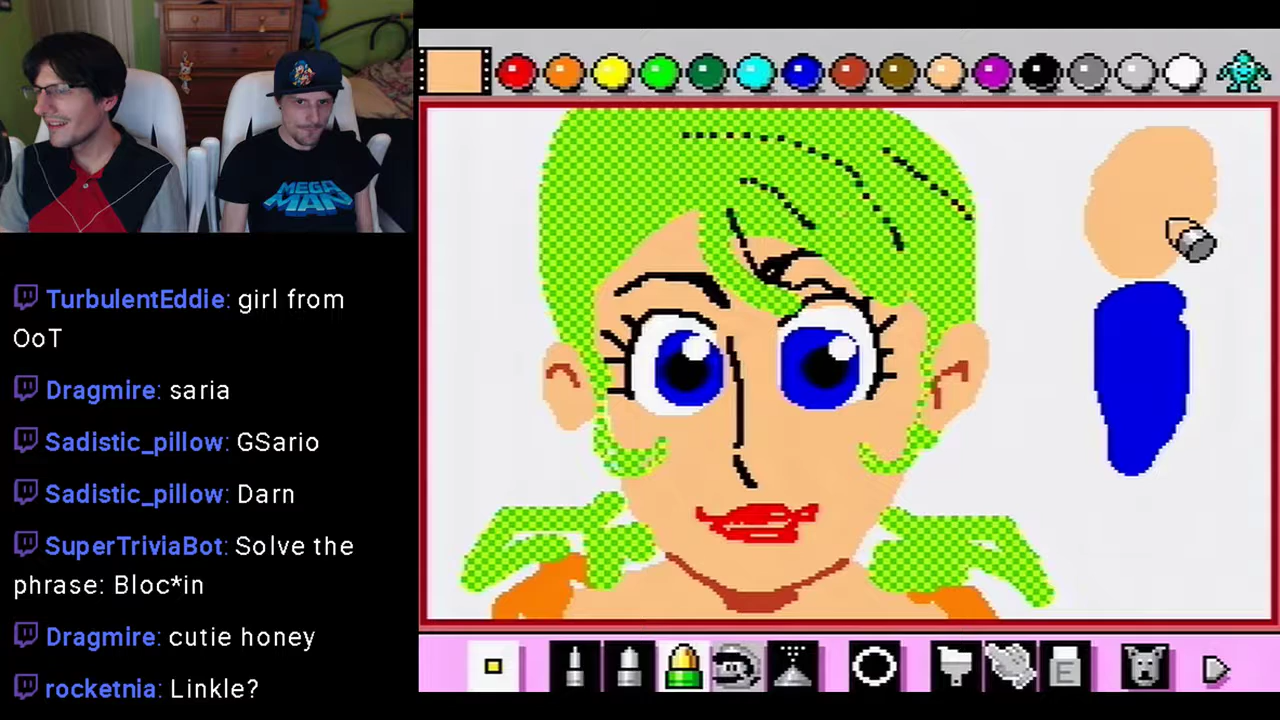 MEGA
MAN
TurbulentEddie: girl from
OoT
Dragmire: saria
Sadistic_pillow: GSario
Sadistic_pillow: Darn
SuperTriviaBot: Solve the
phrase: Bloc*in
Dragmire: cutie honey
rocketnia: Linkle?
E